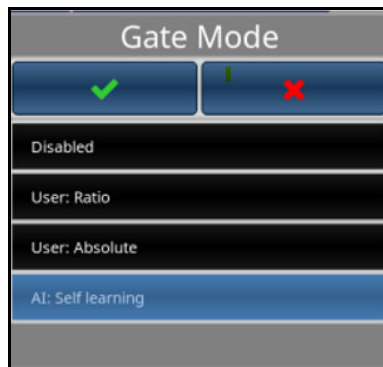 Gate Mode
Disabled
User: Ratio
User: Absolute
AI: Self learning